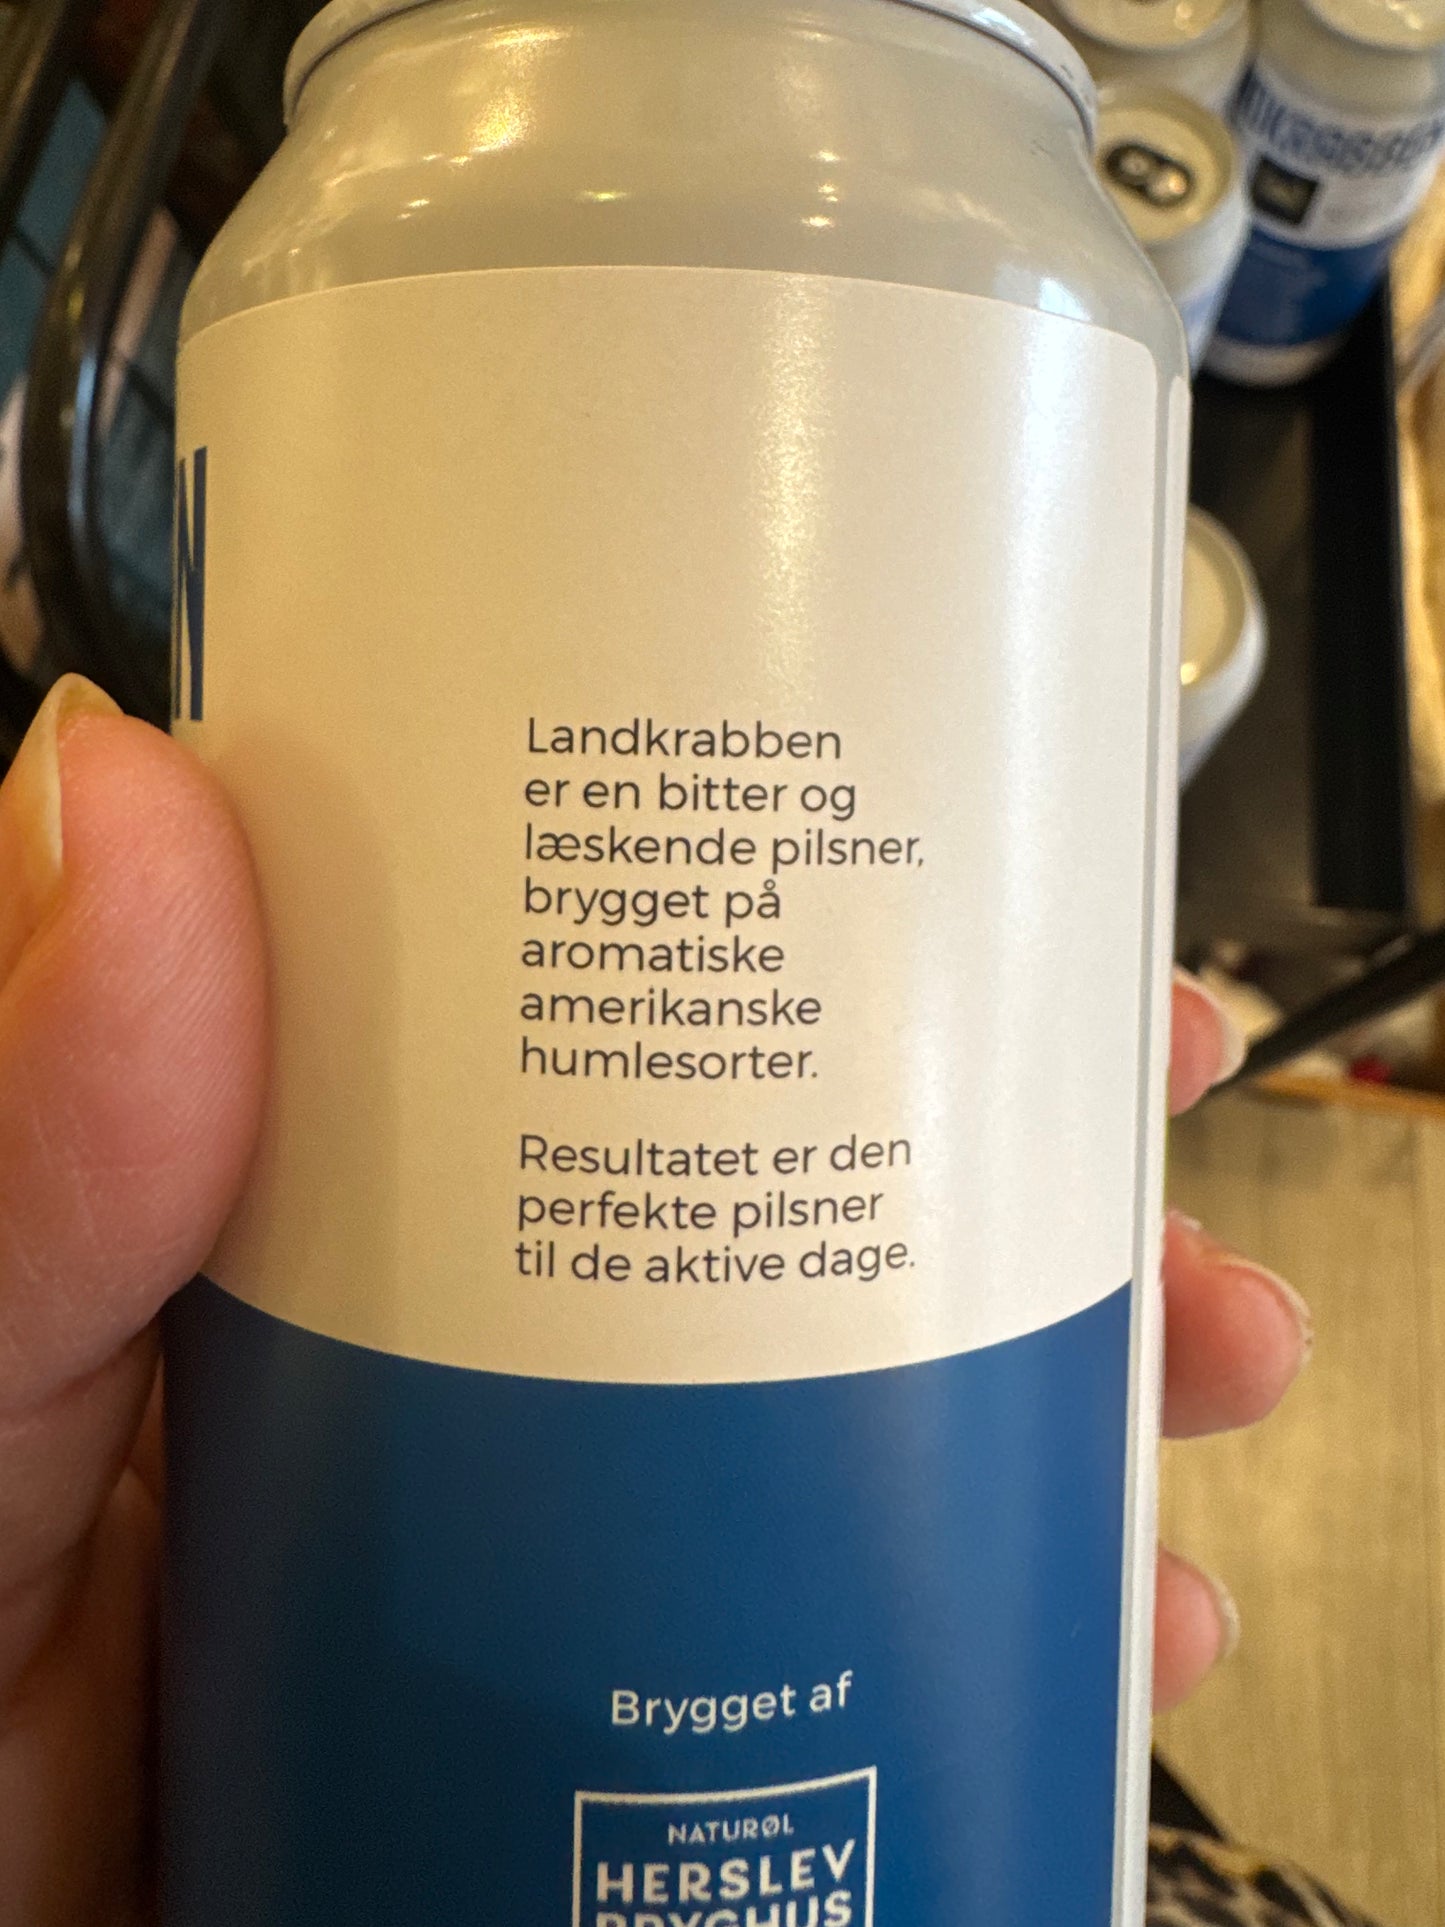 N
Landkrabben
er en bitter og
læskende pilsner,
brygget på
aromatiske
amerikanske
humlesorter.
Resultatet er den
perfekte pilsner
til de aktive dage.
Brygget af
NATURØL
HERSLEV
BRYGHUS